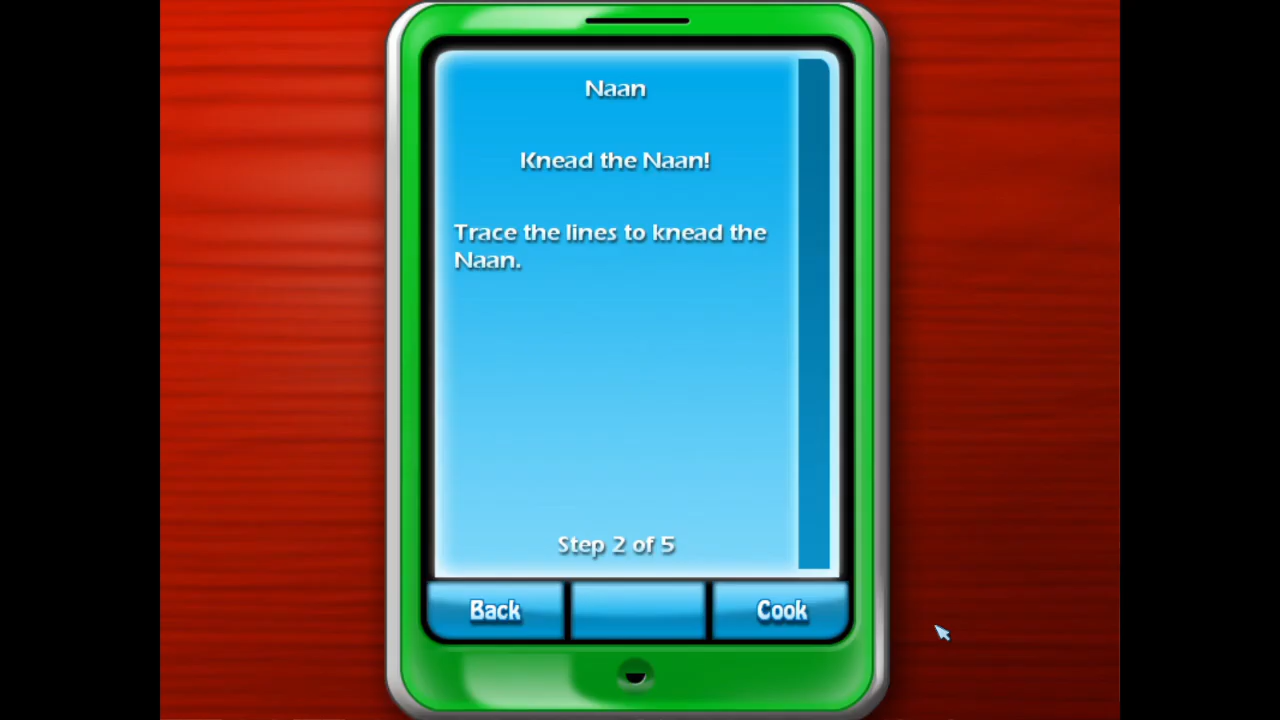 Naan
Knead the Naan!
Trace the lines to knead the
Naan.
Step 2 of 5
Back
Cook